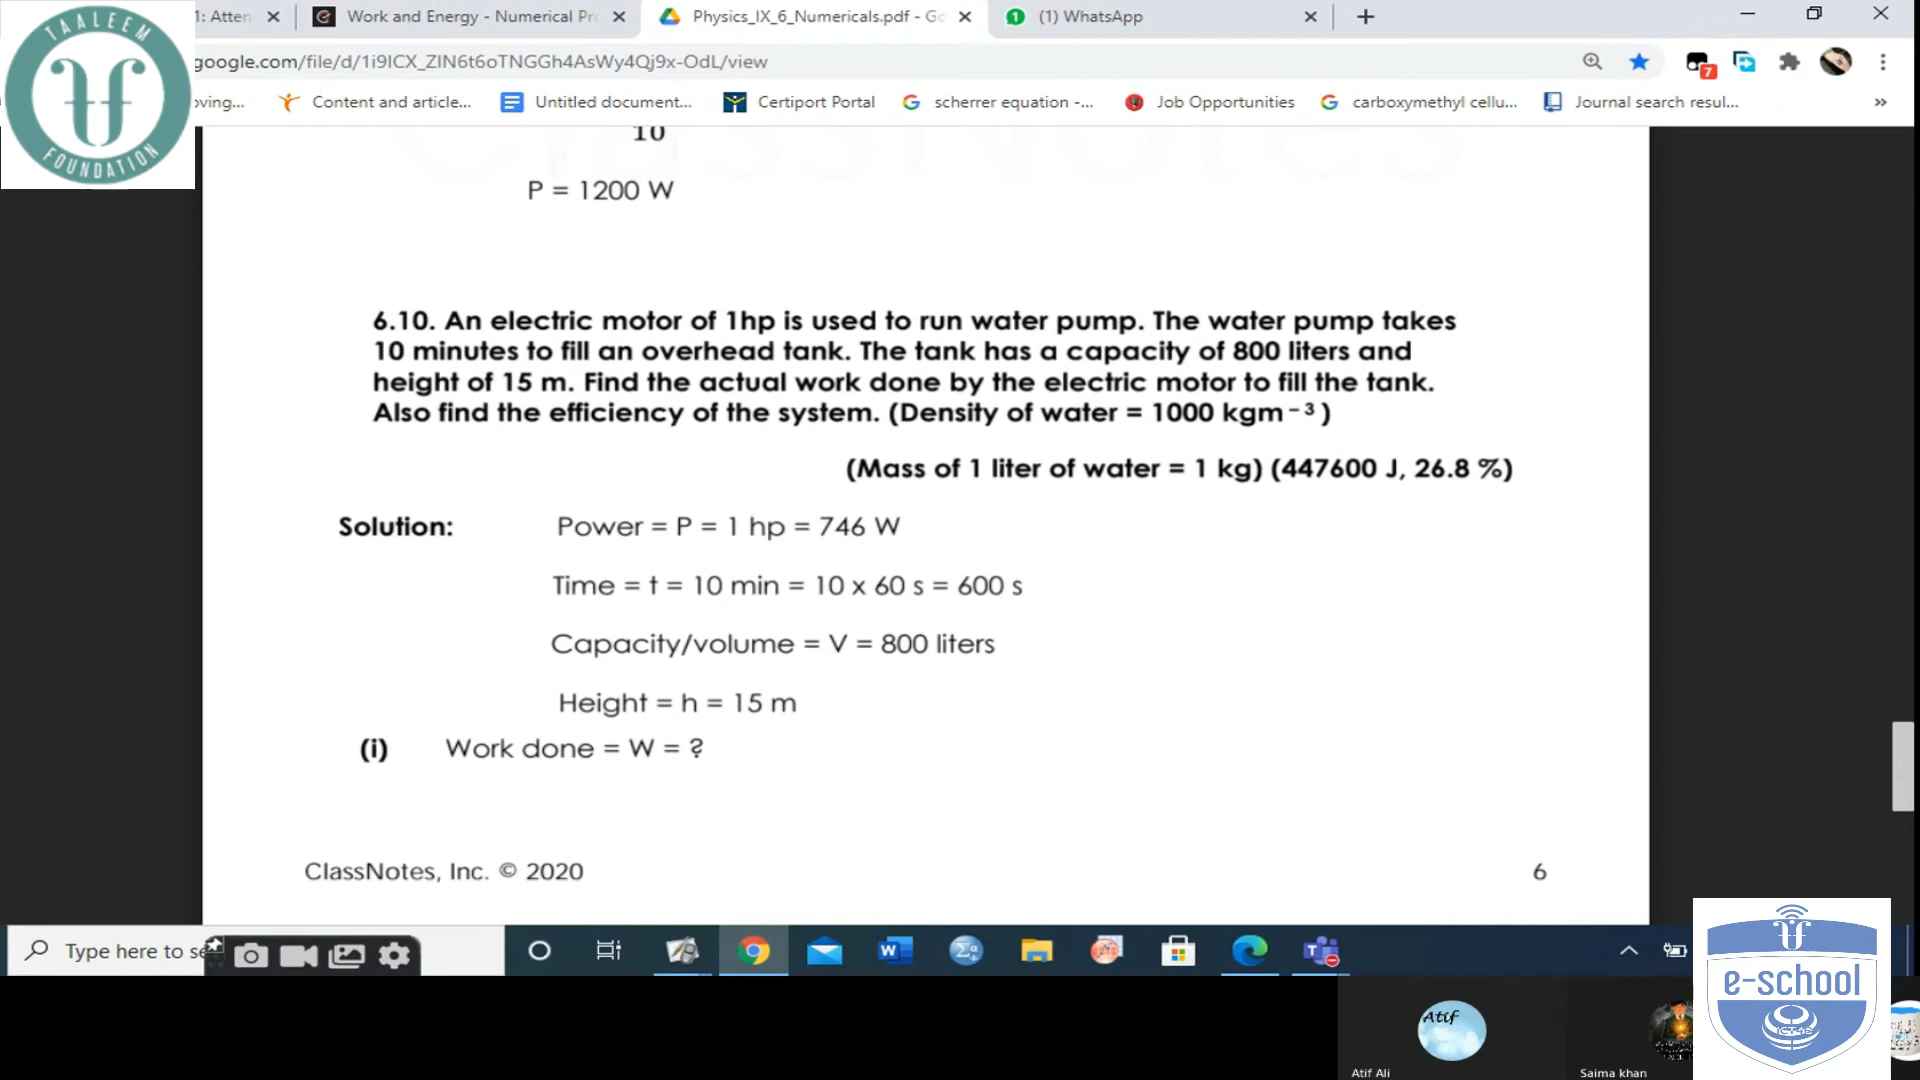 1: Atten
Work and Energy - Numerical Pro
Physics_IX_6_Numericals.pdf - Go
(1) WhatsApp
TAALEEM
FOUNDATION
google.com/file/d/1i9ICX_ZIN6t6oTNGGh4AsWy4Qj9x-OdL/view
7
oving...
Content and article...
Untitled document...
Certiport Portal
scherrer equation -...
Job Opportunities
carboxymethyl cellu...
Journal search resul...
»
ClassNotes
10
P = 1200 W
6.10. An electric motor of 1hp is used to run water pump. The water pump takes
10 minutes to fill an overhead tank. The tank has a capacity of 800 liters and
height of 15 m. Find the actual work done by the electric motor to fill the tank.
Also find the efficiency of the system. (Density of water = 1000 kgm⁻³)
(Mass of 1 liter of water = 1 kg) (447600 J, 26.8 %)
Solution: Power = P = 1 hp = 746 W
Time = t = 10 min = 10 x 60 s = 600 s
Capacity/volume = V = 800 liters
Height = h = 15 m
(i) Work done = W = ?
ClassNotes, Inc. © 2020
6
Type here to se
e-school
Atif
Atif Ali
Saima khan